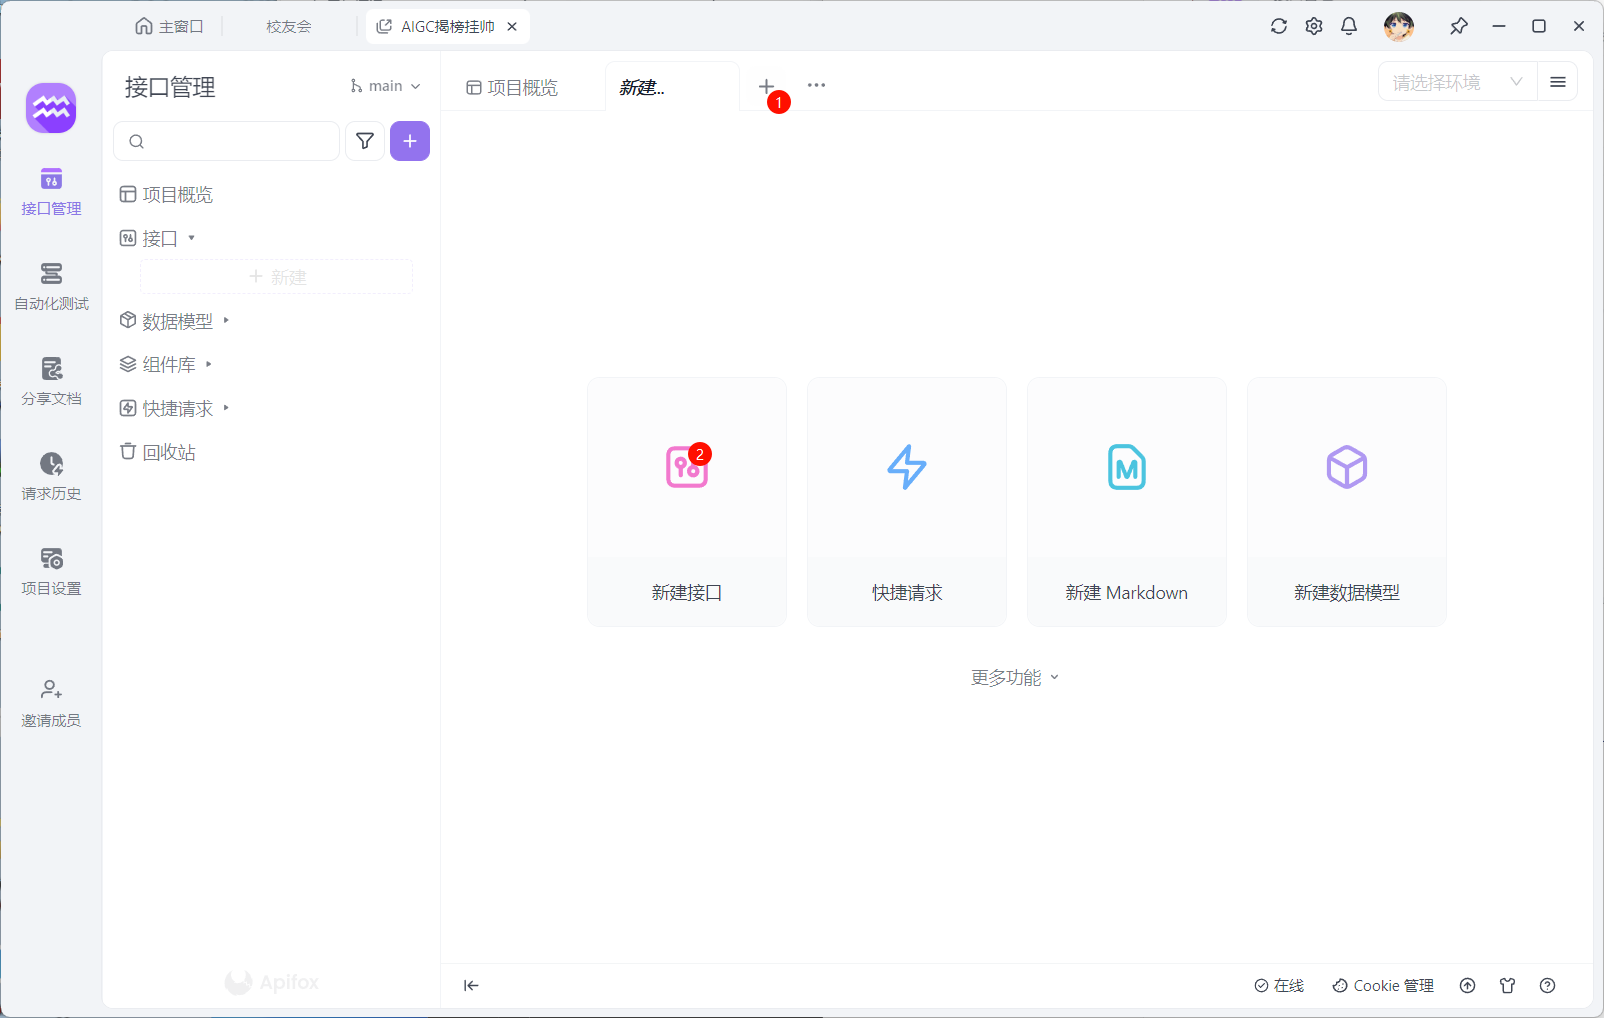 主窗口
校友会
AIGC揭榜挂帅
接口管理
main
项目概览
新建...
1
请选择环境
接口管理
自动化测试
分享文档
请求历史
项目设置
邀请成员
项目概览
接口
新建
数据模型
组件库
快捷请求
回收站
2
新建接口
快捷请求
M
新建 Markdown
新建数据模型
更多功能
Apifox
在线
Cookie 管理